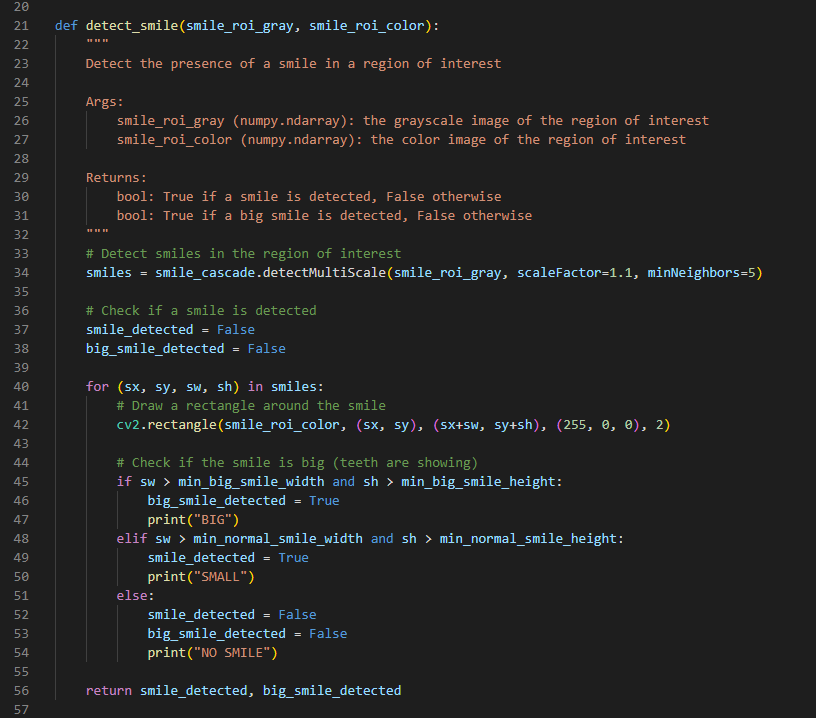 20
21 def detect_smile(smile_roi_gray, smile_roi_color):
22     """
23     Detect the presence of a smile in a region of interest
24
25     Args:
26         smile_roi_gray (numpy.ndarray): the grayscale image of the region of interest
27         smile_roi_color (numpy.ndarray): the color image of the region of interest
28
29     Returns:
30         bool: True if a smile is detected, False otherwise
31         bool: True if a big smile is detected, False otherwise
32     """
33     # Detect smiles in the region of interest
34     smiles = smile_cascade.detectMultiScale(smile_roi_gray, scaleFactor=1.1, minNeighbors=5)
35
36     # Check if a smile is detected
37     smile_detected = False
38     big_smile_detected = False
39
40     for (sx, sy, sw, sh) in smiles:
41         # Draw a rectangle around the smile
42         cv2.rectangle(smile_roi_color, (sx, sy), (sx+sw, sy+sh), (255, 0, 0), 2)
43
44         # Check if the smile is big (teeth are showing)
45         if sw > min_big_smile_width and sh > min_big_smile_height:
46             big_smile_detected = True
47             print("BIG")
48         elif sw > min_normal_smile_width and sh > min_normal_smile_height:
49             smile_detected = True
50             print("SMALL")
51         else:
52             smile_detected = False
53             big_smile_detected = False
54             print("NO SMILE")
55
56     return smile_detected, big_smile_detected
57